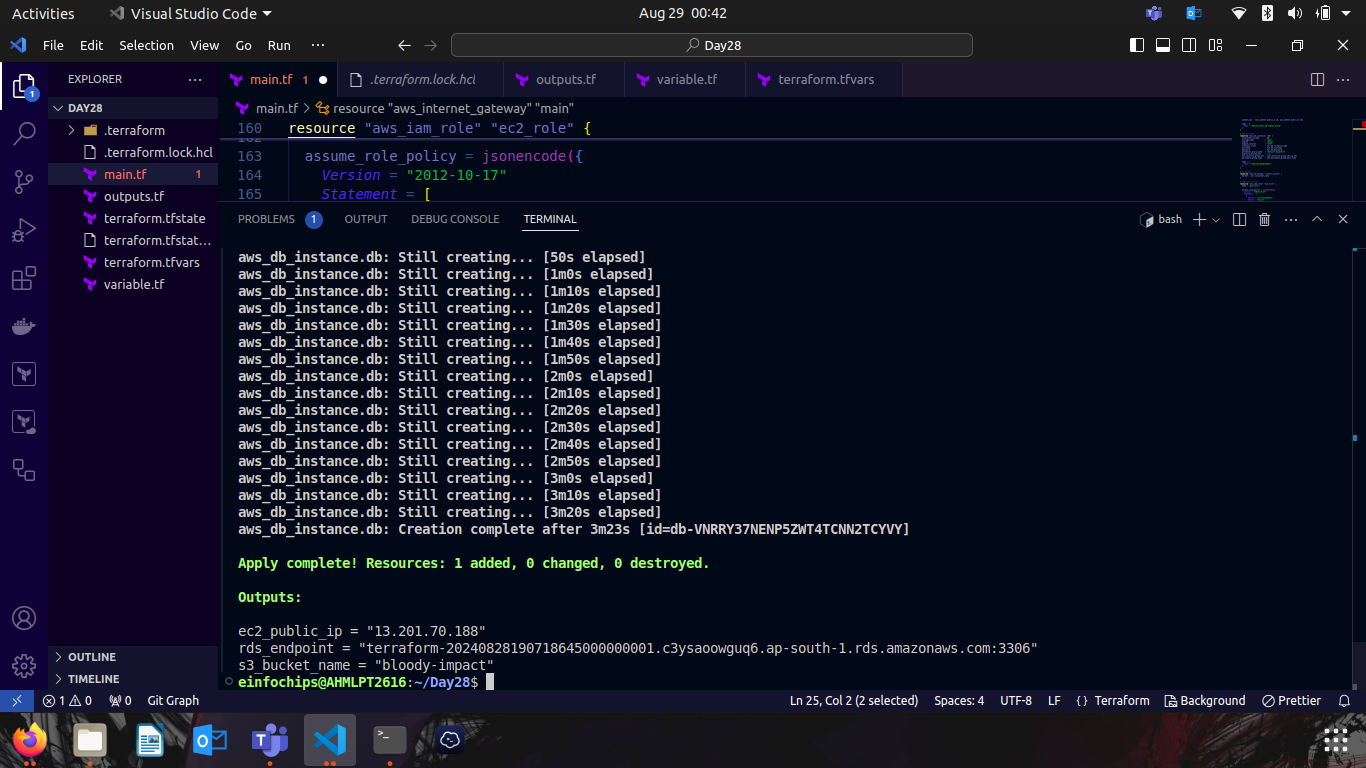 Activities
Visual Studio Code
Aug 29 00:42
File Edit Selection View Go Run ···
Day28
EXPLORER
main.tf 1
.terraform.lock.hcl
outputs.tf
variable.tf
terraform.tfvars
1
DAY28
.terraform
.terraform.lock.hcl
main.tf 1
outputs.tf
terraform.tfstate
terraform.tfstat...
terraform.tfvars
variable.tf
OUTLINE
TIMELINE
main.tf > resource "aws_internet_gateway" "main"
160 resource "aws_iam_role" "ec2_role" {
163 assume_role_policy = jsonencode({
164 Version = "2012-10-17"
165 Statement = [
PROBLEMS 1 OUTPUT DEBUG CONSOLE TERMINAL
bash
aws_db_instance.db: Still creating... [50s elapsed]
aws_db_instance.db: Still creating... [1m0s elapsed]
aws_db_instance.db: Still creating... [1m10s elapsed]
aws_db_instance.db: Still creating... [1m20s elapsed]
aws_db_instance.db: Still creating... [1m30s elapsed]
aws_db_instance.db: Still creating... [1m40s elapsed]
aws_db_instance.db: Still creating... [1m50s elapsed]
aws_db_instance.db: Still creating... [2m0s elapsed]
aws_db_instance.db: Still creating... [2m10s elapsed]
aws_db_instance.db: Still creating... [2m20s elapsed]
aws_db_instance.db: Still creating... [2m30s elapsed]
aws_db_instance.db: Still creating... [2m40s elapsed]
aws_db_instance.db: Still creating... [2m50s elapsed]
aws_db_instance.db: Still creating... [3m0s elapsed]
aws_db_instance.db: Still creating... [3m10s elapsed]
aws_db_instance.db: Still creating... [3m20s elapsed]
aws_db_instance.db: Creation complete after 3m23s [id=db-VNRRY37NENP5ZWT4TCNN2TCYVY]
Apply complete! Resources: 1 added, 0 changed, 0 destroyed.
Outputs:
ec2_public_ip = "13.201.70.188"
rds_endpoint = "terraform-20240828190718645000000001.c3ysaoowguq6.ap-south-1.rds.amazonaws.com:3306"
s3_bucket_name = "bloody-impact"
einfochips@AHMLPT2616:~/Day28$
1 0 0 Git Graph
Ln 25, Col 2 (2 selected) Spaces: 4 UTF-8 LF {} Terraform Background Prettier